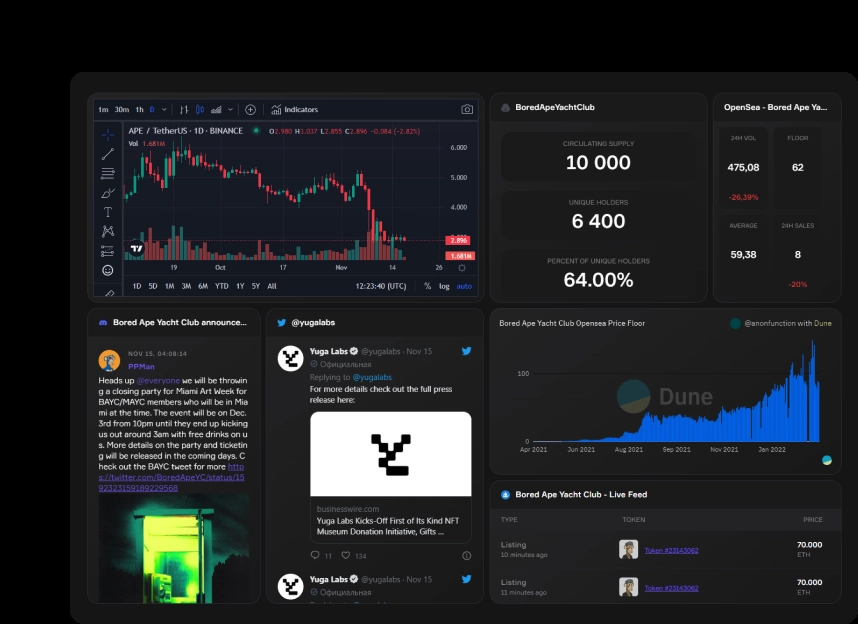 1m 30m 1h D Indicators
APE / TetherUS · 1D · BINANCE O2.980 H3.037 L2.855 C2.896 -0.084 (-2.82%)
Vol 1.681M
6.000
5.000
4.000
2.896
1.681M
19 Oct 17 Nov 14 26
1D 5D 1M 3M 6M YTD 1Y 5Y All 12:23:40 (UTC) % log auto
BoredApeYachtClub
CIRCULATING SUPPLY
10 000
UNIQUE HOLDERS
6 400
PERCENT OF UNIQUE HOLDERS
64.00%
OpenSea - Bored Ape Ya...
24H VOL FLOOR
475,08 62
-26,39%
AVERAGE 24H SALES
59,38 8
-20%
Bored Ape Yacht Club announce...
NOV 15, 04:08:14
PPMan
Heads up @everyone we will be throwin
g a closing party for Miami Art Week for
BAYC/MAYC members who will be in Mia
mi at the time. The event will be on Dec.
3rd from 10pm until they end up kicking
us out around 3am with free drinks on u
s. More details on the party and ticketin
g will be released in the coming days. C
heck out the BAYC tweet for more http
s://twitter.com/BoredApeYC/status/15
92323159189229568
@yugalabs
Yuga Labs @yugalabs · Nov 15
Официальная
Replying to @yugalabs
For more details check out the full press
release here:
businesswire.com
Yuga Labs Kicks-Off First of Its Kind NFT
Museum Donation Initiative, Gifts ...
11 134
Yuga Labs @yugalabs · Nov 15
Официальная
Bored Ape Yacht Club Opensea Price Floor @anonfunction with Dune
100
Dune
0
Apr 2021 Jun 2021 Aug 2021 Sep 2021 Nov 2021 Jan 2022
Bored Ape Yacht Club - Live Feed
TYPE TOKEN PRICE
Listing Token #23143062 70.000
10 minutes ago ETH
Listing Token #23143062 70.000
11 minutes ago ETH